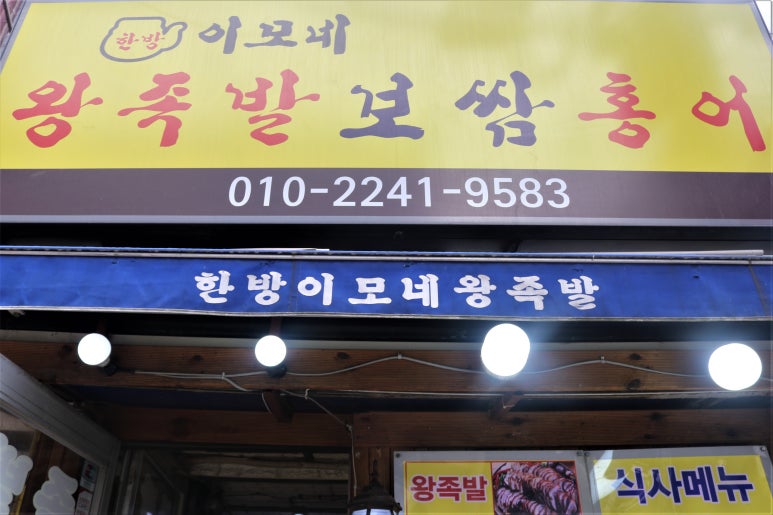 한방 이모네
왕족발보쌈홍어
010-2241-9583
한방이모네왕족발
왕족발
식사메뉴